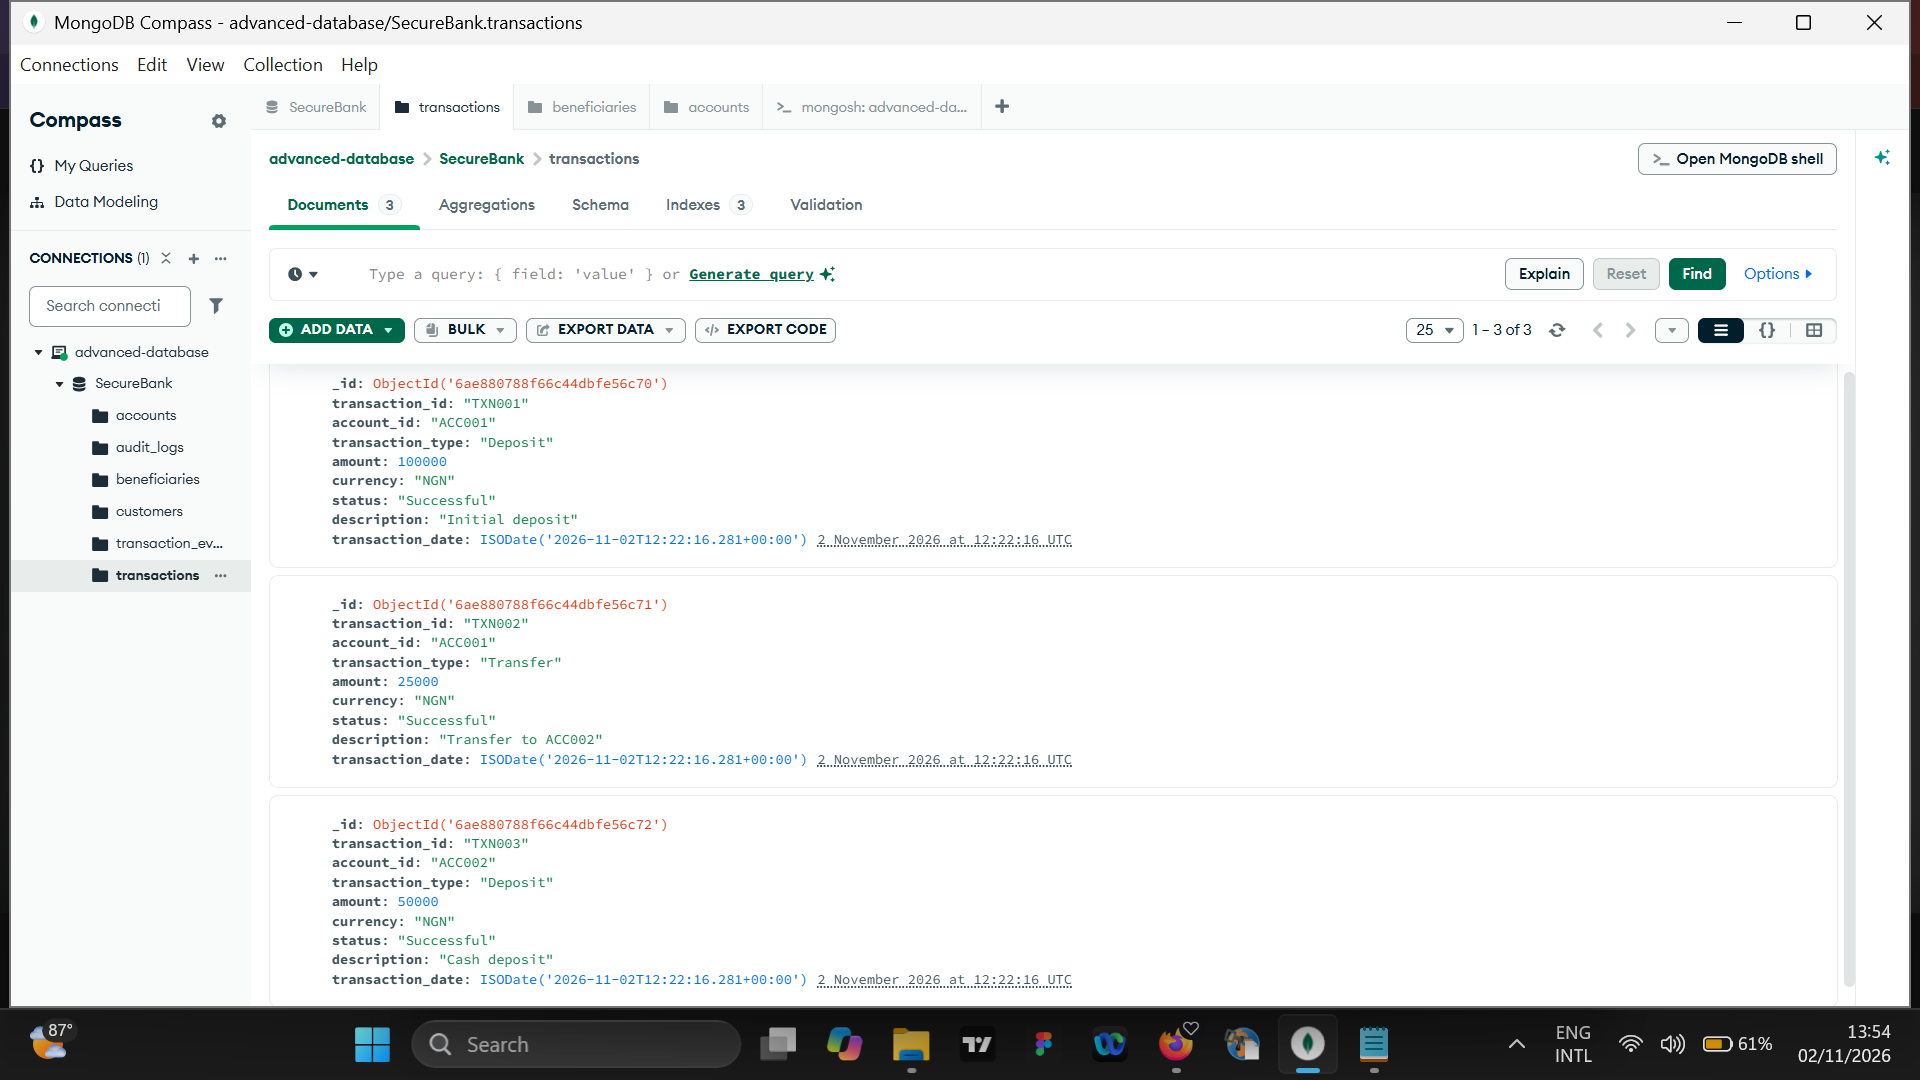 MongoDB Compass - advanced-database/SecureBank.transactions
Connections Edit View Collection Help
Compass
My Queries
Data Modeling
CONNECTIONS (1)
Search connecti
advanced-database
SecureBank
accounts
audit_logs
beneficiaries
customers
transaction_ev...
transactions
SecureBank transactions beneficiaries accounts >_ mongosh: advanced-da...
advanced-database > SecureBank > transactions
>_ Open MongoDB shell
Documents 3 Aggregations Schema Indexes 3 Validation
Type a query: { field: 'value' } or Generate query
Explain Reset Find Options
ADD DATA BULK EXPORT DATA EXPORT CODE
25 1 – 3 of 3
_id: ObjectId('6ae880788f66c44dbfe56c70')
transaction_id: "TXN001"
account_id: "ACC001"
transaction_type: "Deposit"
amount: 100000
currency: "NGN"
status: "Successful"
description: "Initial deposit"
transaction_date: ISODate('2026-11-02T12:22:16.281+00:00') 2 November 2026 at 12:22:16 UTC
_id: ObjectId('6ae880788f66c44dbfe56c71')
transaction_id: "TXN002"
account_id: "ACC001"
transaction_type: "Transfer"
amount: 25000
currency: "NGN"
status: "Successful"
description: "Transfer to ACC002"
transaction_date: ISODate('2026-11-02T12:22:16.281+00:00') 2 November 2026 at 12:22:16 UTC
_id: ObjectId('6ae880788f66c44dbfe56c72')
transaction_id: "TXN003"
account_id: "ACC002"
transaction_type: "Deposit"
amount: 50000
currency: "NGN"
status: "Successful"
description: "Cash deposit"
transaction_date: ISODate('2026-11-02T12:22:16.281+00:00') 2 November 2026 at 12:22:16 UTC
87°
Search
ENG
INTL
61%
13:54
02/11/2026